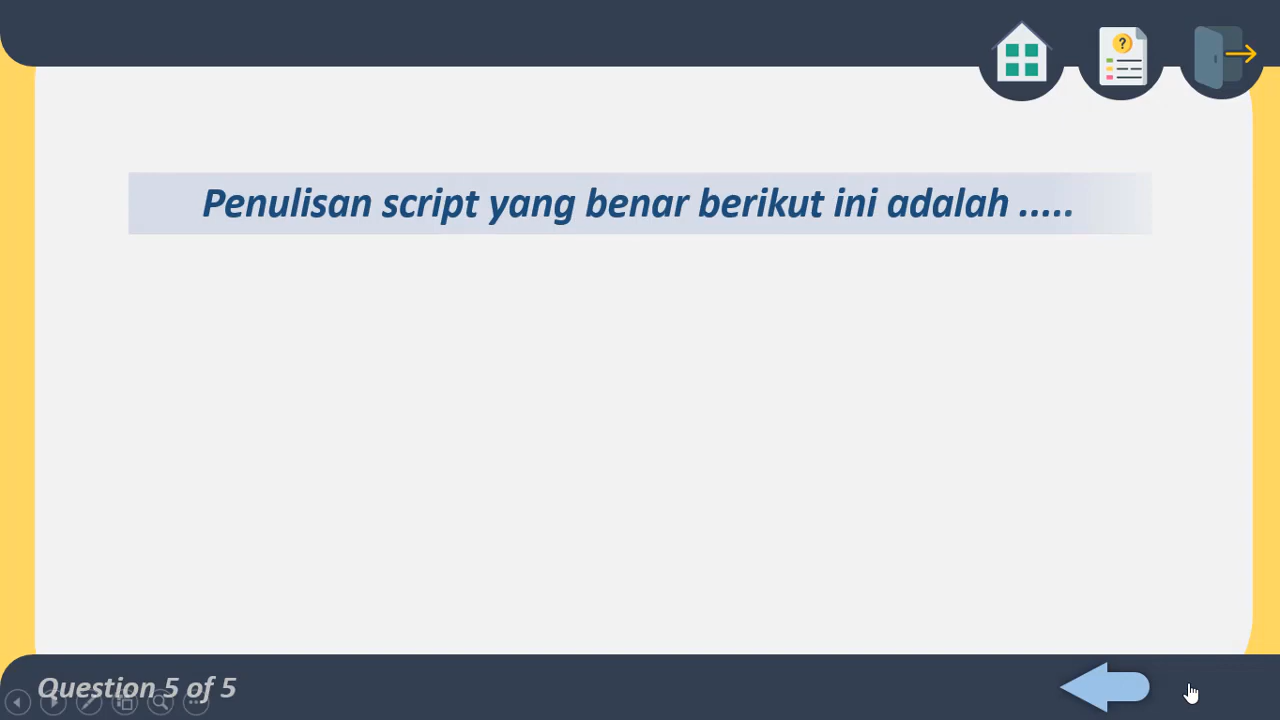 ?
Penulisan script yang benar berikut ini adalah .....
Question 5 of 5